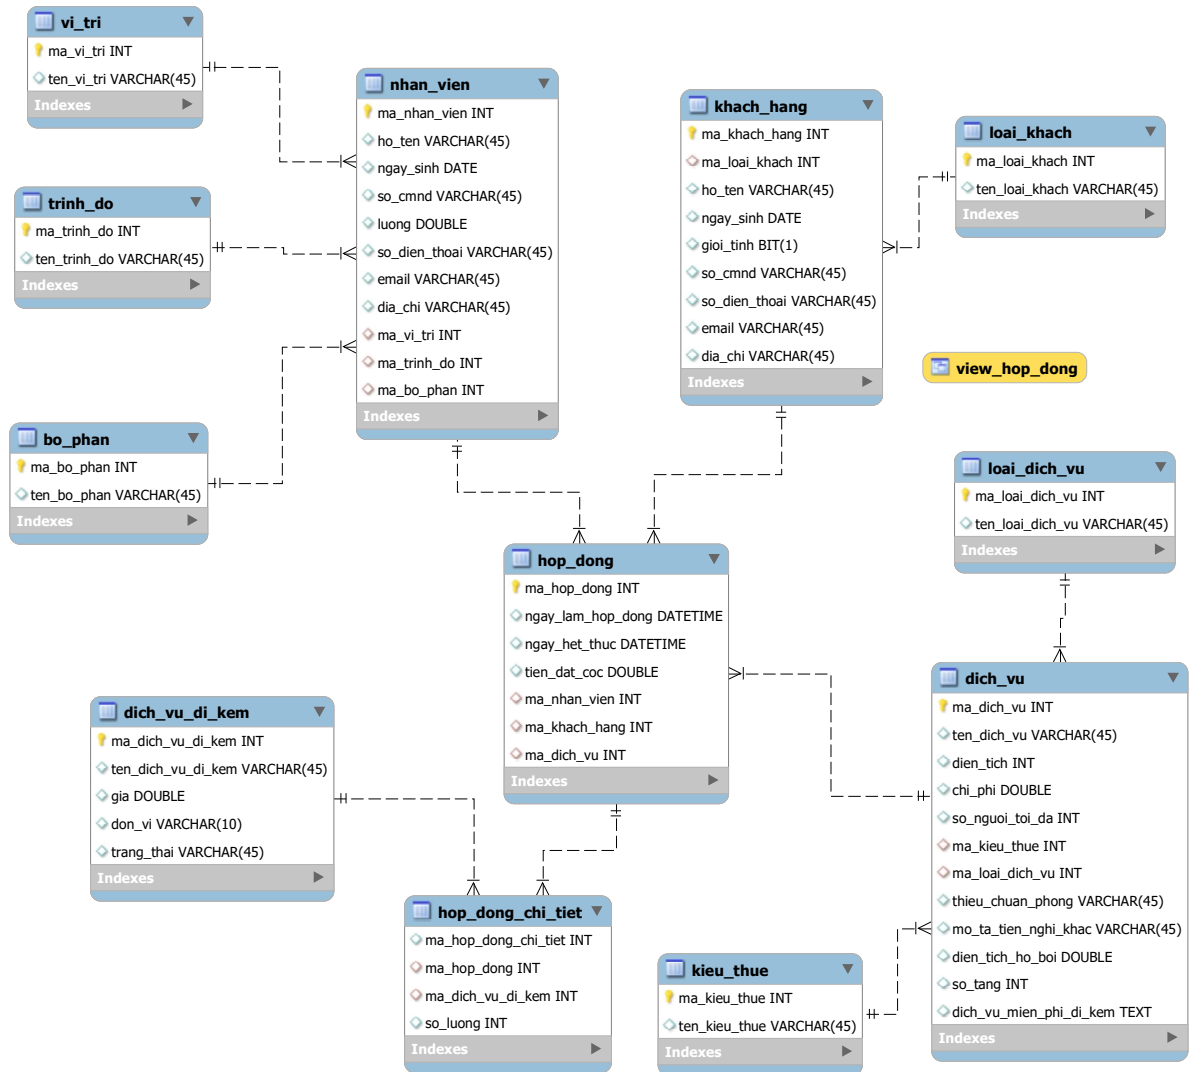 vi_tri
ma_vi_tri INT
ten_vi_tri VARCHAR(45)
Indexes
nhan_vien
ma_nhan_vien INT
ho_ten VARCHAR(45)
ngay_sinh DATE
so_cmnd VARCHAR(45)
luong DOUBLE
so_dien_thoai VARCHAR(45)
email VARCHAR(45)
dia_chi VARCHAR(45)
ma_vi_tri INT
ma_trinh_do INT
ma_bo_phan INT
Indexes
khach_hang
ma_khach_hang INT
ma_loai_khach INT
ho_ten VARCHAR(45)
ngay_sinh DATE
gioi_tinh BIT(1)
so_cmnd VARCHAR(45)
so_dien_thoai VARCHAR(45)
email VARCHAR(45)
dia_chi VARCHAR(45)
Indexes
loai_khach
ma_loai_khach INT
ten_loai_khach VARCHAR(45)
Indexes
trinh_do
ma_trinh_do INT
ten_trinh_do VARCHAR(45)
Indexes
view_hop_dong
bo_phan
ma_bo_phan INT
ten_bo_phan VARCHAR(45)
Indexes
loai_dich_vu
ma_loai_dich_vu INT
ten_loai_dich_vu VARCHAR(45)
Indexes
hop_dong
ma_hop_dong INT
ngay_lam_hop_dong DATETIME
ngay_het_thuc DATETIME
tien_dat_coc DOUBLE
ma_nhan_vien INT
ma_khach_hang INT
ma_dich_vu INT
Indexes
dich_vu
ma_dich_vu INT
ten_dich_vu VARCHAR(45)
dien_tich INT
chi_phi DOUBLE
so_nguoi_toi_da INT
ma_kieu_thue INT
ma_loai_dich_vu INT
thieu_chuan_phong VARCHAR(45)
mo_ta_tien_nghi_khac VARCHAR(45)
dien_tich_ho_boi DOUBLE
so_tang INT
dich_vu_mien_phi_di_kem TEXT
Indexes
dich_vu_di_kem
ma_dich_vu_di_kem INT
ten_dich_vu_di_kem VARCHAR(45)
gia DOUBLE
don_vi VARCHAR(10)
trang_thai VARCHAR(45)
Indexes
hop_dong_chi_tiet
ma_hop_dong_chi_tiet INT
ma_hop_dong INT
ma_dich_vu_di_kem INT
so_luong INT
Indexes
kieu_thue
ma_kieu_thue INT
ten_kieu_thue VARCHAR(45)
Indexes